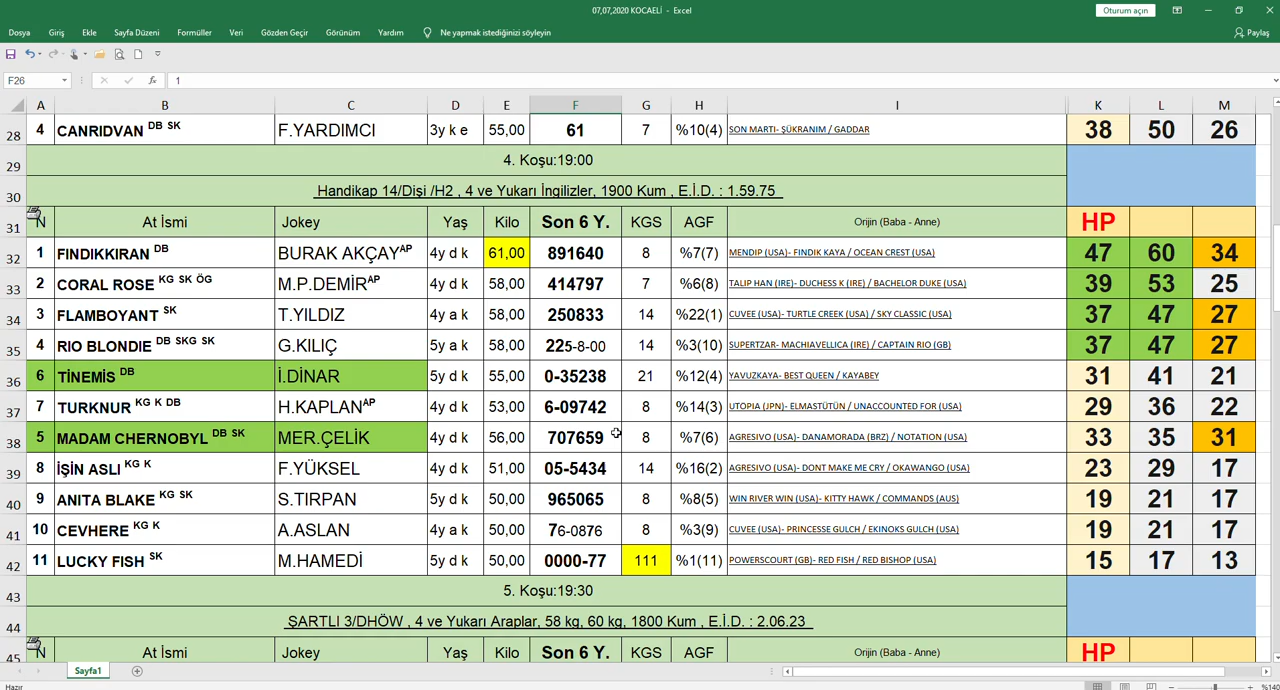 07,07,2020 KOCAELİ - Excel
Oturum açın
Dosya Giriş Ekle Sayfa Düzeni Formüller Veri Gözden Geçir Görünüm Yardım Ne yapmak istediğinizi söyleyin Paylaş
F26 fx 1
A B C D E F G H I K L M
28 4 CANRIDVAN DB SK F.YARDIMCI 3y k e 55,00 61 7 %10(4) SON MARTI- ŞÜKRANIM / GADDAR 38 50 26
29 4. Koşu:19:00
30 Handikap 14/Dişi /H2 , 4 ve Yukarı İngilizler, 1900 Kum , E.İ.D. : 1.59.75
31 N At İsmi Jokey Yaş Kilo Son 6 Y. KGS AGF Orijin (Baba - Anne) HP
32 1 FINDIKKIRAN DB BURAK AKÇAY AP 4y d k 61,00 891640 8 %7(7) MENDIP (USA)- FINDIK KAYA / OCEAN CREST (USA) 47 60 34
33 2 CORAL ROSE KG SK ÖG M.P.DEMİR AP 4y d k 58,00 414797 7 %6(8) TALIP HAN (IRE)- DUCHESS K (IRE) / BACHELOR DUKE (USA) 39 53 25
34 3 FLAMBOYANT SK T.YILDIZ 4y a k 58,00 250833 14 %22(1) CUVEE (USA)- TURTLE CREEK (USA) / SKY CLASSIC (USA) 37 47 27
35 4 RIO BLONDIE DB SKG SK G.KILIÇ 5y a k 58,00 225-8-00 14 %3(10) SUPERTZAR- MACHIAVELLICA (IRE) / CAPTAIN RIO (GB) 37 47 27
36 6 TİNEMİS DB İ.DİNAR 5y d k 55,00 0-35238 21 %12(4) YAVUZKAYA- BEST QUEEN / KAYABEY 31 41 21
37 7 TURKNUR KG K DB H.KAPLAN AP 4y d k 53,00 6-09742 8 %14(3) UTOPIA (JPN)- ELMASTÜTÜN / UNACCOUNTED FOR (USA) 29 36 22
38 5 MADAM CHERNOBYL DB SK MER.ÇELİK 4y d k 56,00 707659 8 %7(6) AGRESIVO (USA)- DANAMORADA (BRZ) / NOTATION (USA) 33 35 31
39 8 İŞİN ASLI KG K F.YÜKSEL 4y d k 51,00 05-5434 14 %16(2) AGRESIVO (USA)- DONT MAKE ME CRY / OKAWANGO (USA) 23 29 17
40 9 ANITA BLAKE KG SK S.TIRPAN 5y d k 50,00 965065 8 %8(5) WIN RIVER WIN (USA)- KITTY HAWK / COMMANDS (AUS) 19 21 17
41 10 CEVHERE KG K A.ASLAN 4y a k 50,00 76-0876 8 %3(9) CUVEE (USA)- PRINCESSE GULCH / EKINOKS GULCH (USA) 19 21 17
42 11 LUCKY FISH SK M.HAMEDİ 5y d k 50,00 0000-77 111 %1(11) POWERSCOURT (GB)- RED FISH / RED BISHOP (USA) 15 17 13
43 5. Koşu:19:30
44 ŞARTLI 3/DHÖW , 4 ve Yukarı Araplar, 58 kg, 60 kg, 1800 Kum , E.İ.D. : 2.06.23
45 N At İsmi Jokey Yaş Kilo Son 6 Y. KGS AGF Orijin (Baba - Anne) HP
Sayfa1
Hazır %140